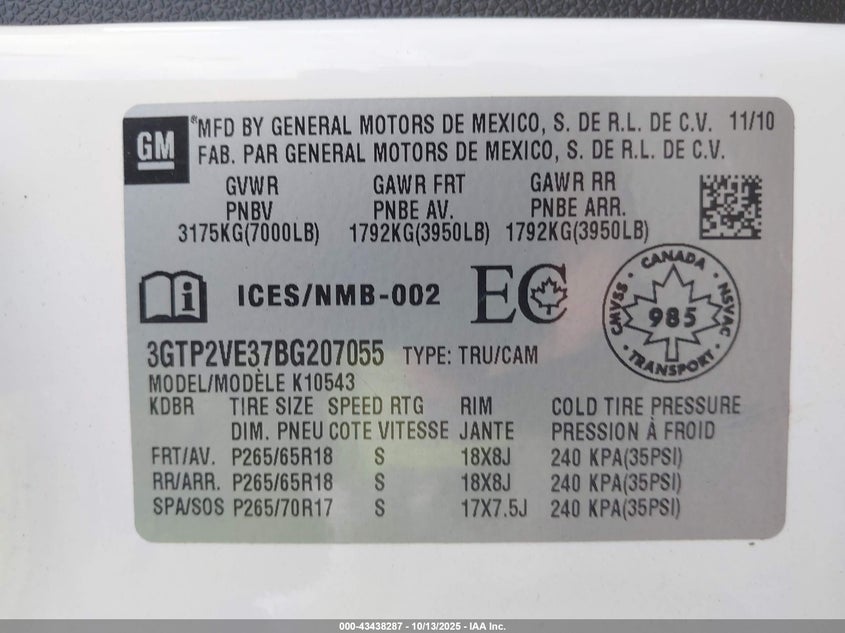 GM
®MFD BY GENERAL MOTORS DE MEXICO, S. DE R.L. DE C.V. 11/10
FAB. PAR GENERAL MOTORS DE MEXICO, S. DE R.L. DE C.V.
GVWR GAWR FRT GAWR RR
PNBV PNBE AV. PNBE ARR.
3175KG(7000LB) 1792KG(3950LB) 1792KG(3950LB)
i ICES/NMB-002 EC
CANADA
CMVSS 985 NSVAC
TRANSPORT
3GTP2VE37BG207055 TYPE: TRU/CAM
MODEL/MODÈLE K10543
KDBR TIRE SIZE SPEED RTG RIM COLD TIRE PRESSURE
DIM. PNEU COTE VITESSE JANTE PRESSION À FROID
FRT/AV. P265/65R18 S 18X8J 240 KPA(35PSI)
RR/ARR. P265/65R18 S 18X8J 240 KPA(35PSI)
SPA/SOS P265/70R17 S 17X7.5J 240 KPA(35PSI)
000-43438287 - 10/13/2025 - IAA Inc.